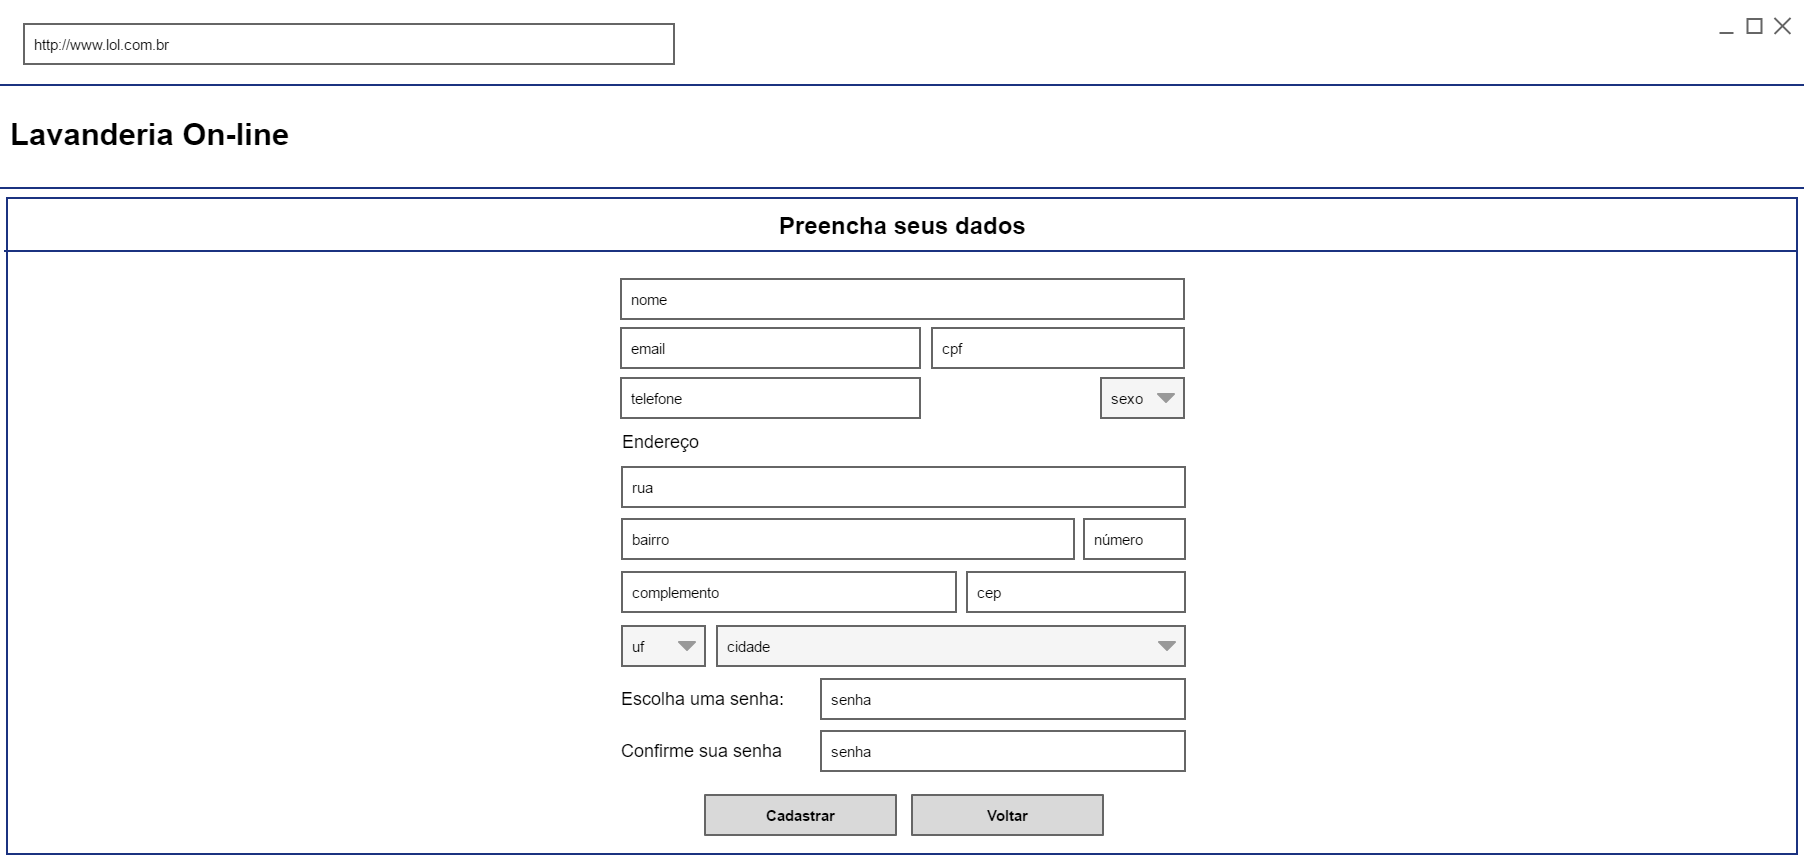 http://www.lol.com.br
Lavanderia On-line
Preencha seus dados
nome
email cpf
telefone sexo
Endereço
rua
bairro número
complemento cep
uf cidade
Escolha uma senha: senha
Confirme sua senha senha
Cadastrar Voltar